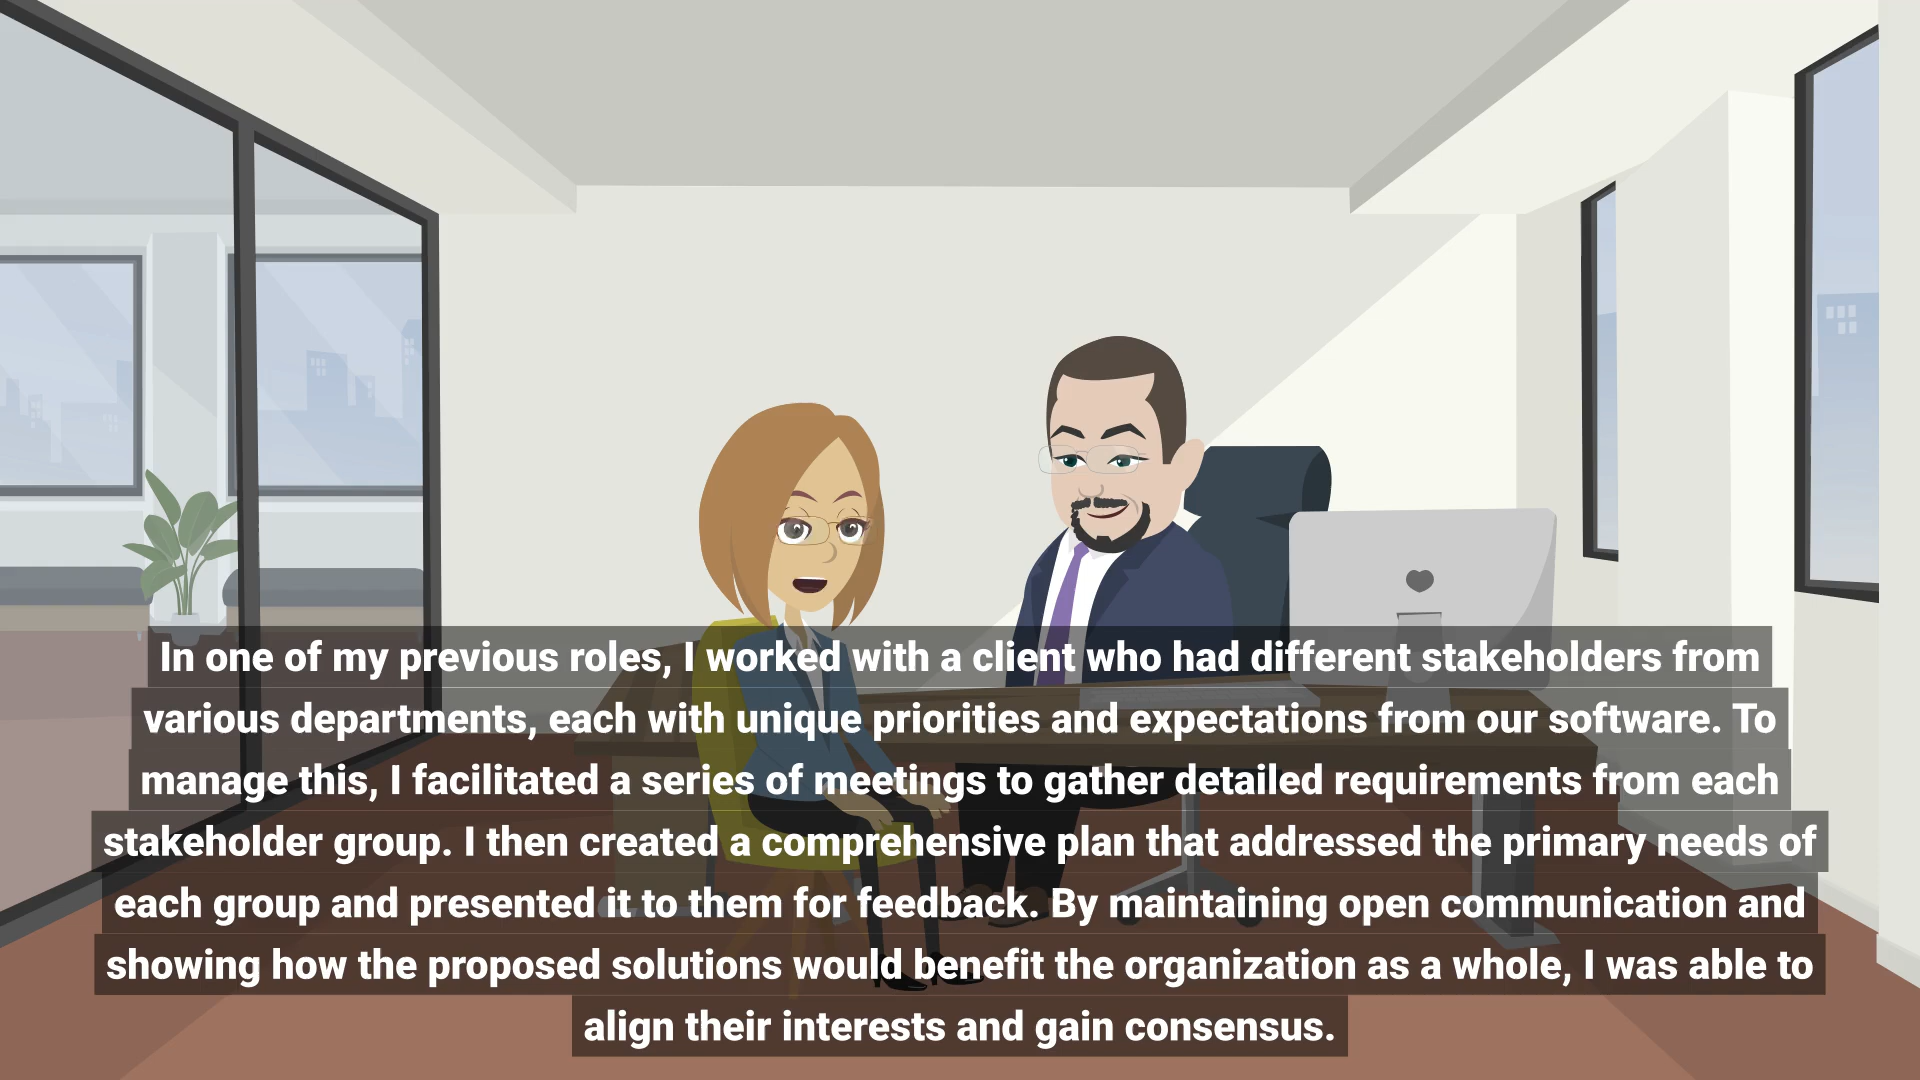 In one of my previous roles, I worked with a client who had different stakeholders from
various departments, each with unique priorities and expectations from our software. To
manage this, I facilitated a series of meetings to gather detailed requirements from each
stakeholder group. I then created a comprehensive plan that addressed the primary needs of
each group and presented it to them for feedback. By maintaining open communication and
showing how the proposed solutions would benefit the organization as a whole, I was able to
align their interests and gain consensus.